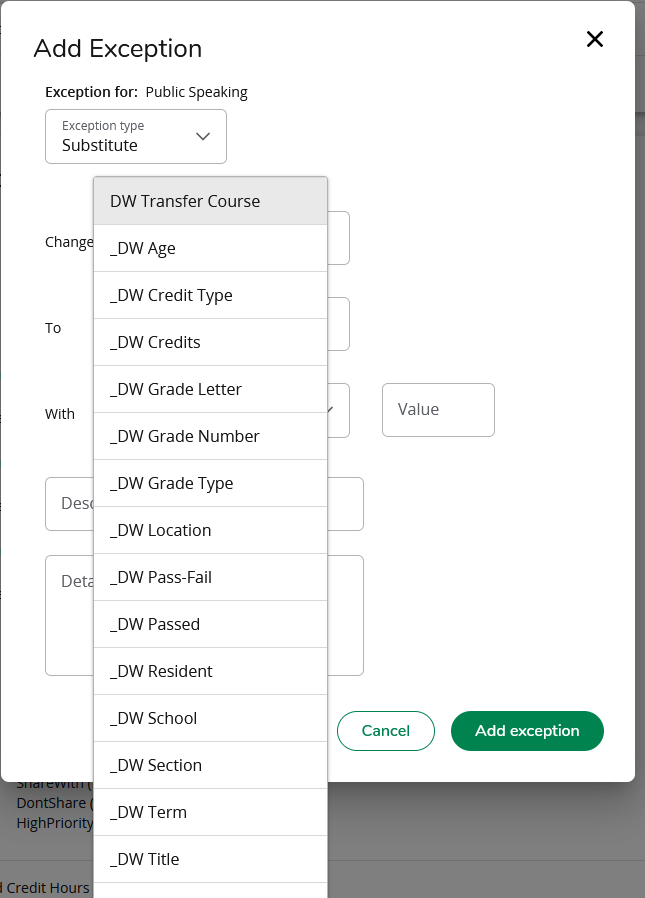 Add Exception
Exception for: Public Speaking
Exception type
Substitute
DW Transfer Course
Change
_DW Age
_DW Credit Type
To
_DW Credits
_DW Grade Letter
With
Value
_DW Grade Number
_DW Grade Type
Desc
_DW Location
_DW Pass-Fail
Deta
_DW Passed
_DW Resident
_DW School
Cancel
Add exception
_DW Section
ShareWith (
DontShare (
_DW Term
HighPriority
_DW Title
Credit Hours